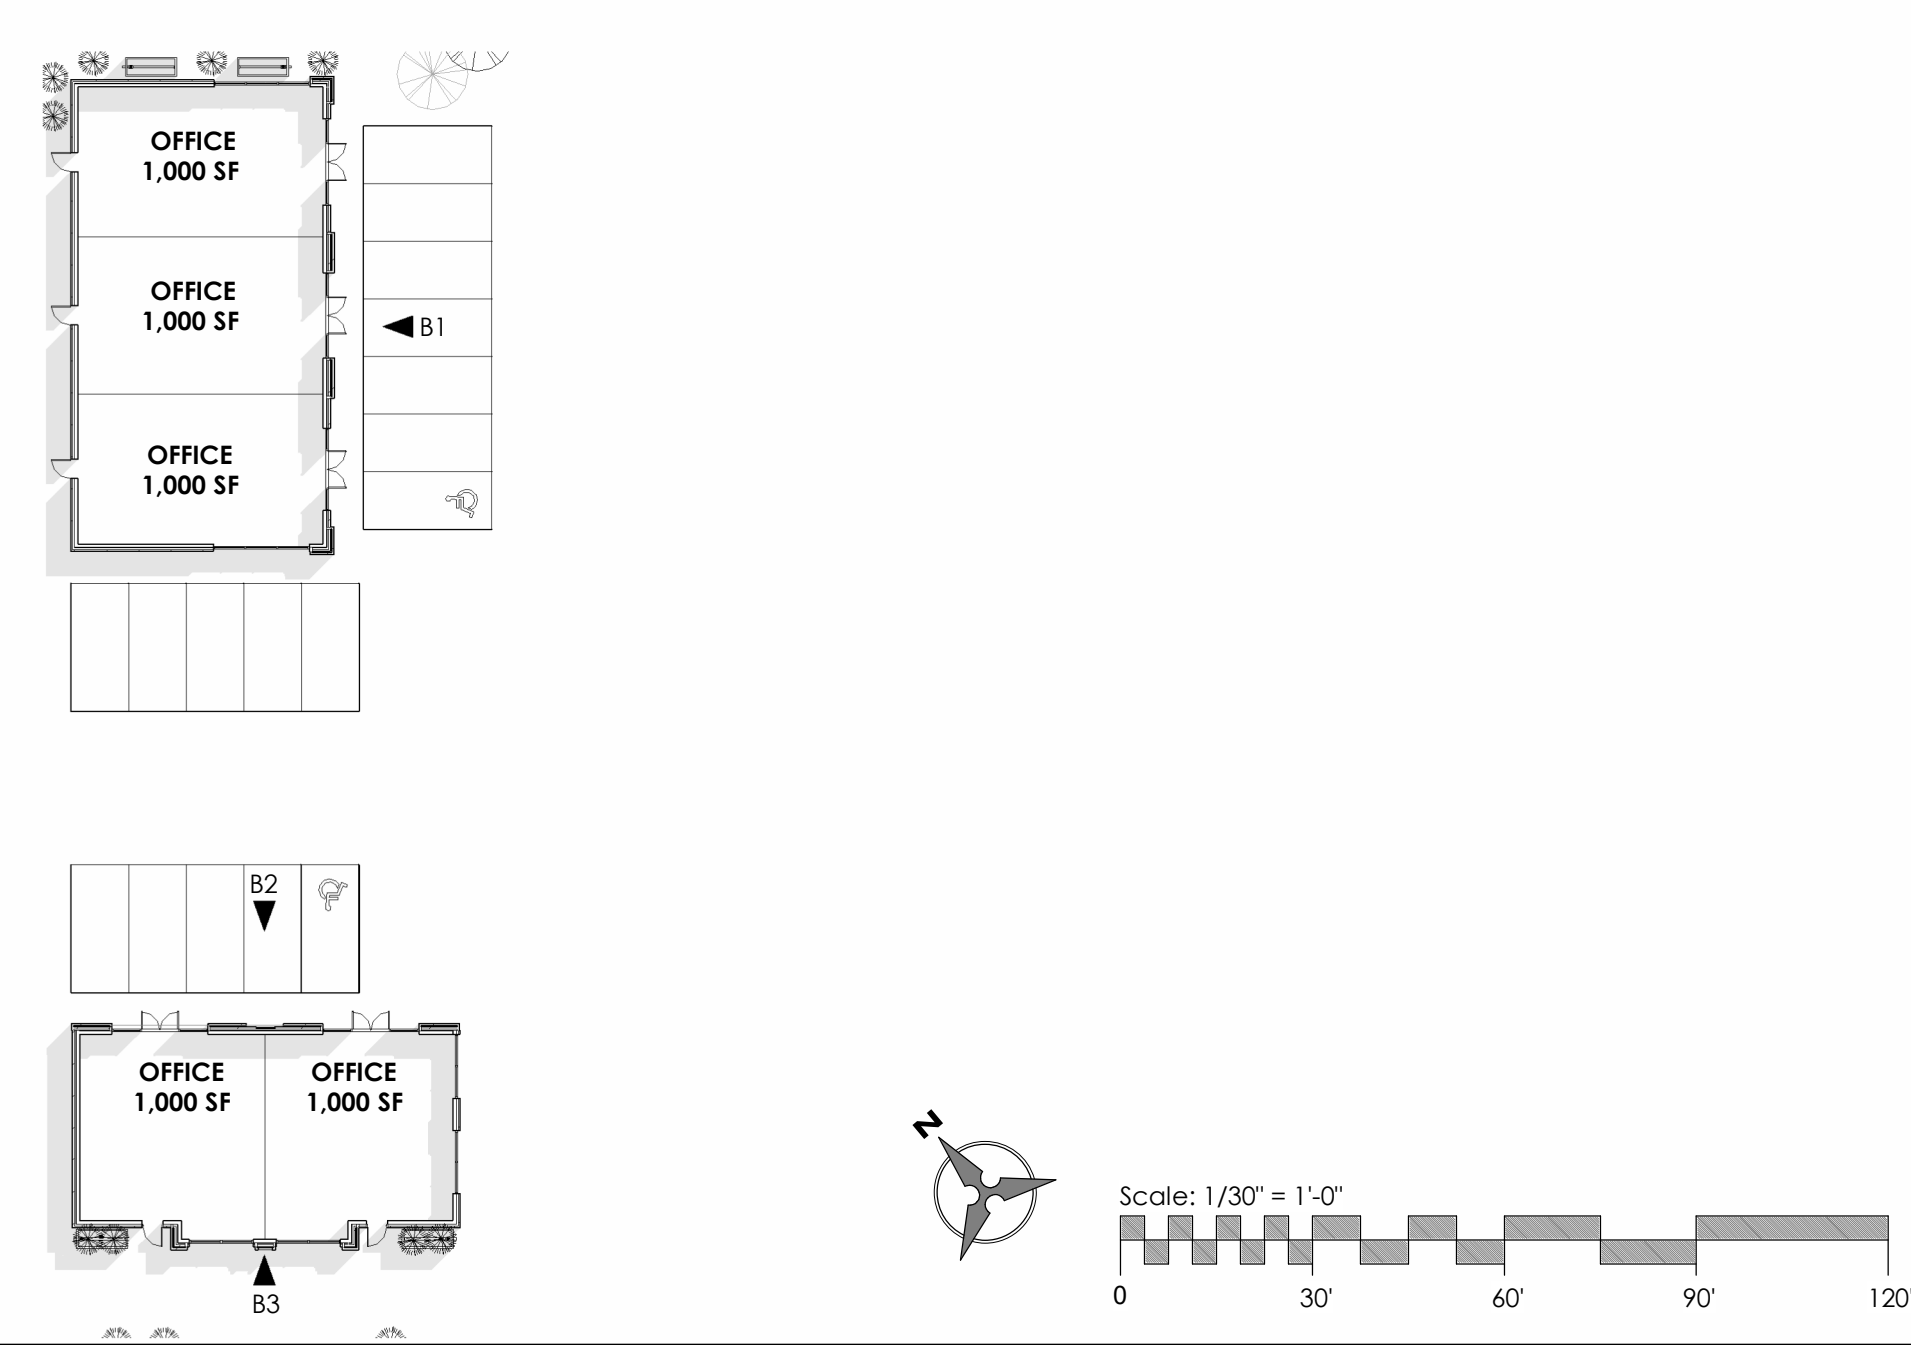 OFFICE
1,000 SF
OFFICE
1,000 SF
B1
OFFICE
1,000 SF
B2
OFFICE
1,000 SF
OFFICE
1,000 SF
B3
N
Scale: 1/30" = 1'-0"
0 30' 60' 90' 120'